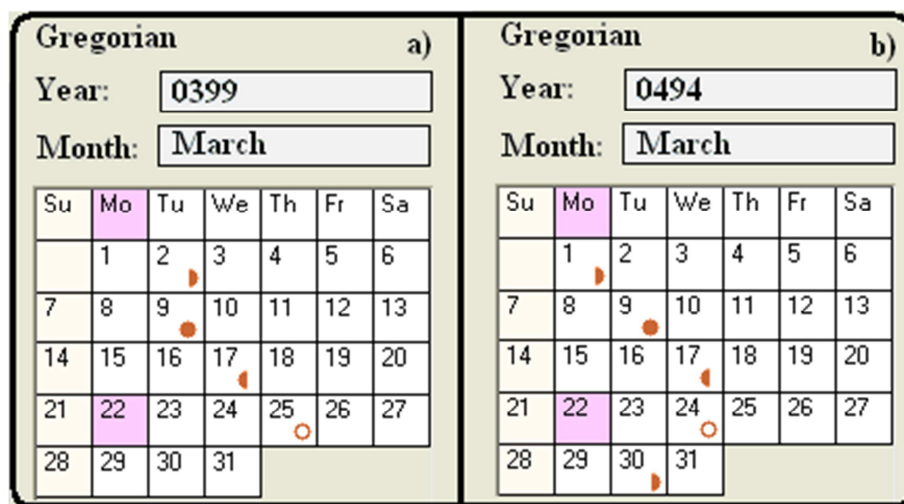 Gregorian a)
Year: 0399
Month: March
Su Mo Tu We Th Fr Sa
1 2 3 4 5 6
7 8 9 10 11 12 13
14 15 16 17 18 19 20
21 22 23 24 25 26 27
28 29 30 31
Gregorian b)
Year: 0494
Month: March
Su Mo Tu We Th Fr Sa
1 2 3 4 5 6
7 8 9 10 11 12 13
14 15 16 17 18 19 20
21 22 23 24 25 26 27
28 29 30 31